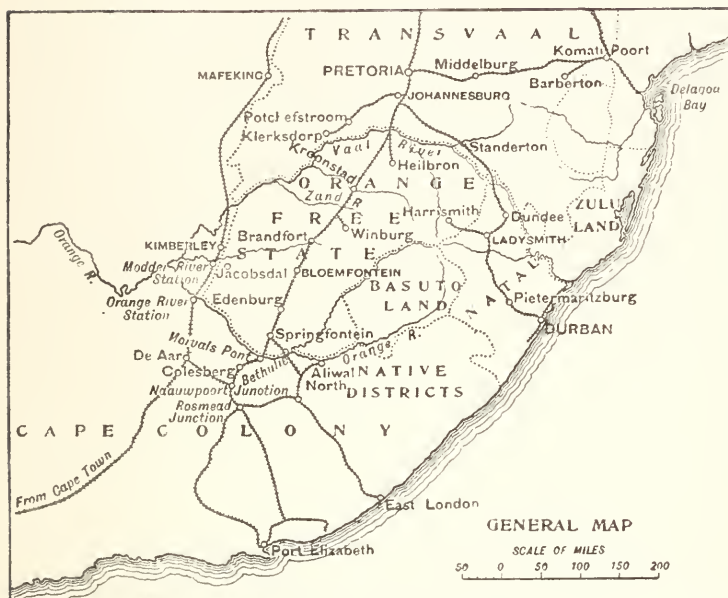 TRANSVAAL
Komati Poort
Middelburg
MAFEKING
PRETORIA
Barberton
JOHANNESBURG
Delagoa
Bay
Potchefstroom
Klerksdorp
Vaal River
Standerton
Kroonstad
Heilbron
ORANGE
Zand R.
FREE
Harrismith
Dundee
ZULU
LAND
Winburg
KIMBERLEY
Brandfort
LADYSMITH
STATE
Orange R.
Modder River
Station
Jacobsdal
BLOEMFONTEIN
BASUTO
LAND
NATAL
Orange River
Station
Edenburg
Pietermaritzburg
DURBAN
Springfontein
Norvals Pont
Orange R.
De Aar
Bethulie
Colesberg
Aliwal
North
NATIVE
DISTRICTS
Naauwpoort Junction
Rosmead
Junction
CAPE COLONY
From Cape Town
East London
GENERAL MAP
Port Elizabeth
SCALE OF MILES
50 0 50 100 150 200